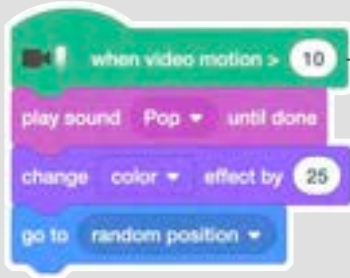 when video motion > 10
play sound Pop until done
change color effect by 25
go to random position